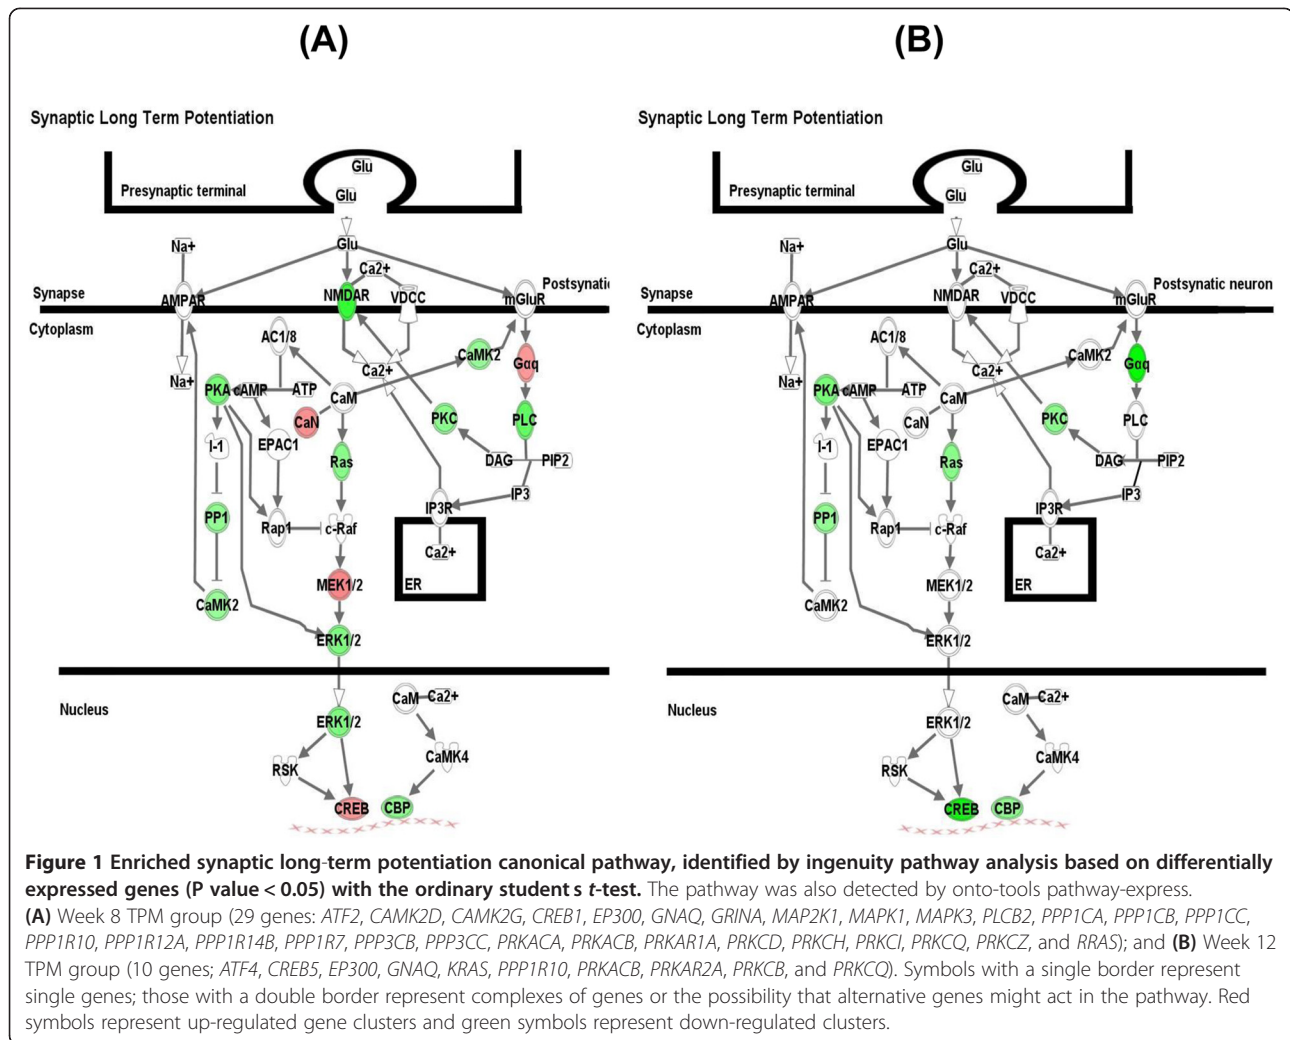 (A)
Synaptic Long Term Potentiation
Glu
Presynaptic terminal
Glu
Na+
Glu
Ca2+
Postsynatic
Synapse
AMPAR
NMDAR
VDCC
mGluR
Cytoplasm
AC1/8
CaMK2
Gαq
Na+
Ca2+
PKA
cAMP
ATP
CaM
CaN
PKC
PLC
I-1
EPAC1
Ras
DAG
PIP2
IP3
PP1
Rap1
c-Raf
IP3R
Ca2+
MEK1/2
ER
CaMK2
ERK1/2
Nucleus
CaM
Ca2+
ERK1/2
RSK
CaMK4
CREB
CBP
(B)
Synaptic Long Term Potentiation
Glu
Presynaptic terminal
Glu
Na+
Glu
Ca2+
Postsynatic neuron
Synapse
AMPAR
NMDAR
VDCC
mGluR
Cytoplasm
AC1/8
CaMK2
Gαq
Na+
Ca2+
PKA
cAMP
ATP
CaM
CaN
PKC
PLC
I-1
EPAC1
Ras
DAG
PIP2
IP3
PP1
Rap1
c-Raf
IP3R
Ca2+
MEK1/2
ER
CaMK2
ERK1/2
Nucleus
CaM
Ca2+
ERK1/2
RSK
CaMK4
CREB
CBP
Figure 1 Enriched synaptic long-term potentiation canonical pathway, identified by ingenuity pathway analysis based on differentially
expressed genes (P value < 0.05) with the ordinary student s t-test. The pathway was also detected by onto-tools pathway-express.
(A) Week 8 TPM group (29 genes: ATF2, CAMK2D, CAMK2G, CREB1, EP300, GNAQ, GRINA, MAP2K1, MAPK1, MAPK3, PLCB2, PPP1CA, PPP1CB, PPP1CC,
PPP1R10, PPP1R12A, PPP1R14B, PPP1R7, PPP3CB, PPP3CC, PRKACA, PRKACB, PRKAR1A, PRKCD, PRKCH, PRKCI, PRKCQ, PRKCZ, and RRAS); and (B) Week 12
TPM group (10 genes; ATF4, CREB5, EP300, GNAQ, KRAS, PPP1R10, PRKACB, PRKAR2A, PRKCB, and PRKCQ). Symbols with a single border represent
single genes; those with a double border represent complexes of genes or the possibility that alternative genes might act in the pathway. Red
symbols represent up-regulated gene clusters and green symbols represent down-regulated clusters.